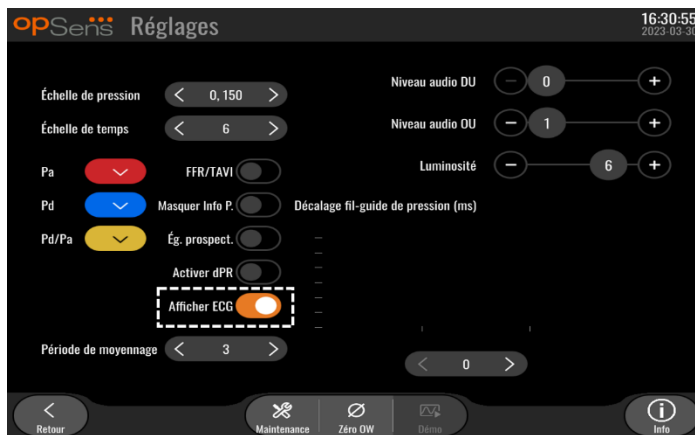 opSens Réglages
16:30:55
2023-03-30
Échelle de pression 0, 150
Échelle de temps 6
Niveau audio DU 0
Niveau audio OU 1
Luminosité 6
Pa FFR/TAVI
Pd Masquer Info P. Décalage fil-guide de pression (ms)
Pd/Pa Ég. prospect.
Activer dPR
Afficher ECG
Période de moyennage 3
0
Retour Maintenance Zéro OW Démo Info